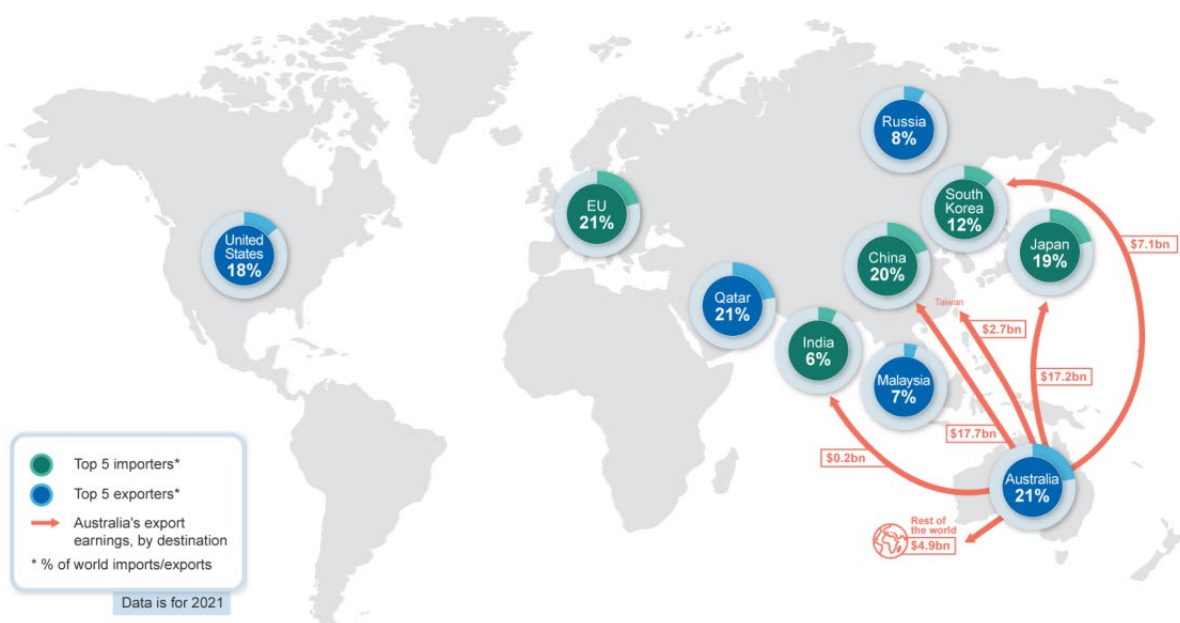 Russia
8%
South
Korea
12%
EU
21%
United
States
18%
China
20%
Japan
19%
$7.1bn
Qatar
21%
Taiwan
$2.7bn
India
6%
Malaysia
7%
$17.2bn
$17.7bn
$0.2bn
Australia
21%
Rest of
the world
$4.9bn
Top 5 importers*
Top 5 exporters*
Australia's export
earnings, by destination
* % of world imports/exports
Data is for 2021